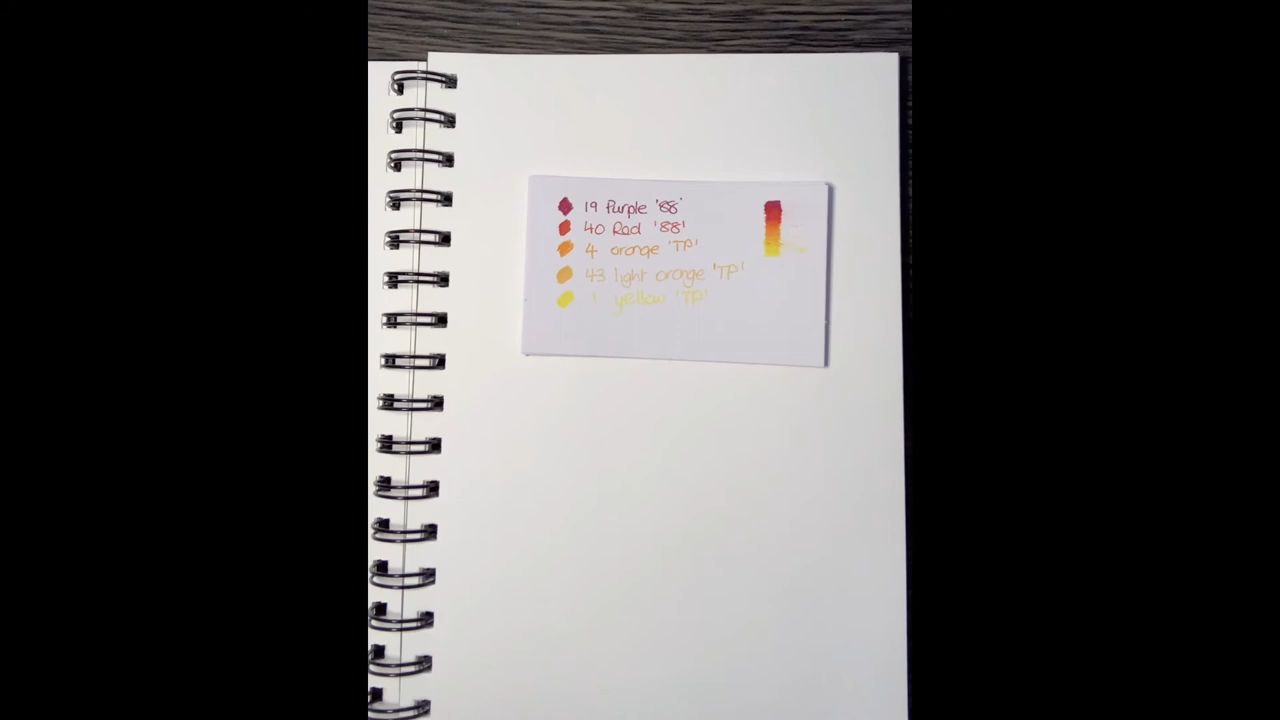 19 Purple '88'
40 Red '88'
4 orange 'TP'
43 light orange 'TP'
1 yellow 'TP'